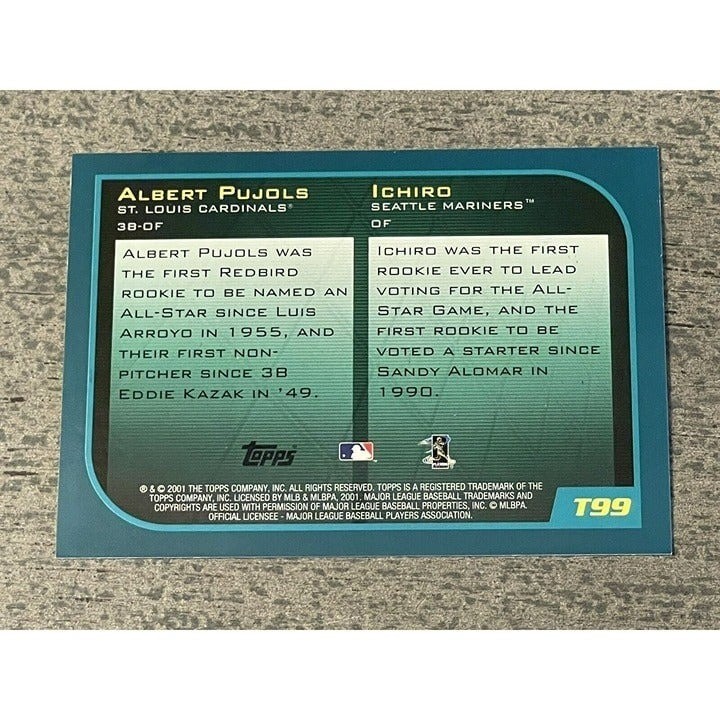 ALBERT PUJOLS
ST. LOUIS CARDINALS®
3B-OF
ALBERT PUJOLS WAS
THE FIRST REDBIRD
ROOKIE TO BE NAMED AN
ALL-STAR SINCE LUIS
ARROYO IN 1955, AND
THEIR FIRST NON-
PITCHER SINCE 3B
EDDIE KAZAK IN '49.
ICHIRO
SEATTLE MARINERS™
OF
ICHIRO WAS THE FIRST
ROOKIE EVER TO LEAD
VOTING FOR THE ALL-
STAR GAME, AND THE
FIRST ROOKIE TO BE
VOTED A STARTER SINCE
SANDY ALOMAR IN
1990.
Topps
® & © 2001 THE TOPPS COMPANY, INC. ALL RIGHTS RESERVED. TOPPS IS A REGISTERED TRADEMARK OF THE
TOPPS COMPANY, INC. LICENSED BY MLB & MLBPA, 2001. MAJOR LEAGUE BASEBALL TRADEMARKS AND
COPYRIGHTS ARE USED WITH PERMISSION OF MAJOR LEAGUE BASEBALL PROPERTIES, INC. © MLBPA.
OFFICIAL LICENSEE - MAJOR LEAGUE BASEBALL PLAYERS ASSOCIATION.
T99